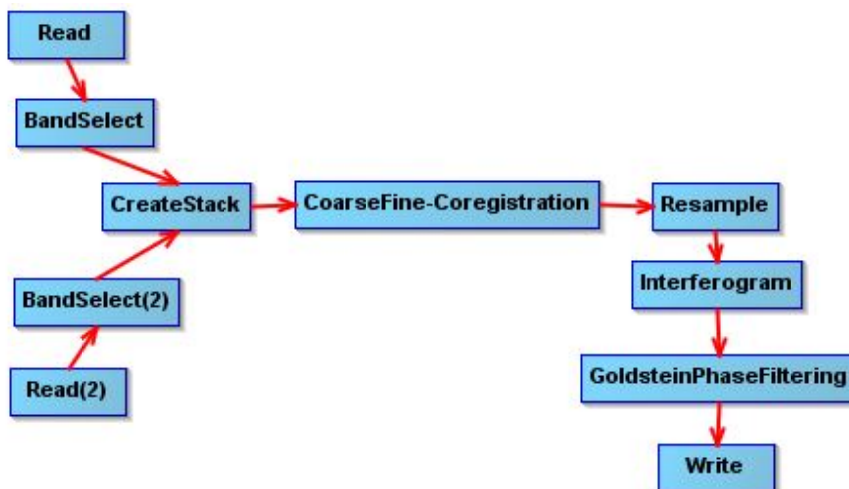 Read
BandSelect
CreateStack
CoarseFine-Coregistration
Resample
BandSelect(2)
Interferogram
Read(2)
GoldsteinPhaseFiltering
Write